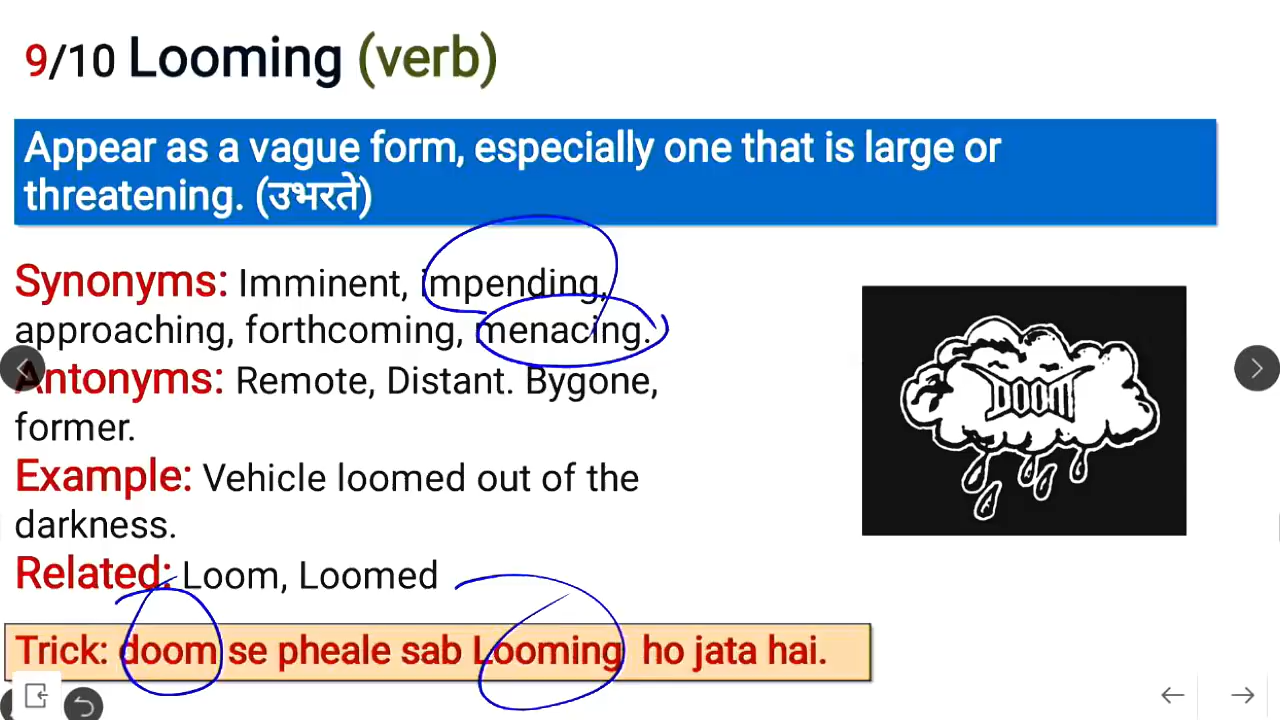 9/10 Looming (verb)
Appear as a vague form, especially one that is large or
threatening. (उभरते)
Synonyms: Imminent, impending,
approaching, forthcoming, menacing.
Antonyms: Remote, Distant. Bygone,
former.
Example: Vehicle loomed out of the
darkness.
Related: Loom, Loomed
Trick: doom se pheale sab Looming ho jata hai.
DOOM